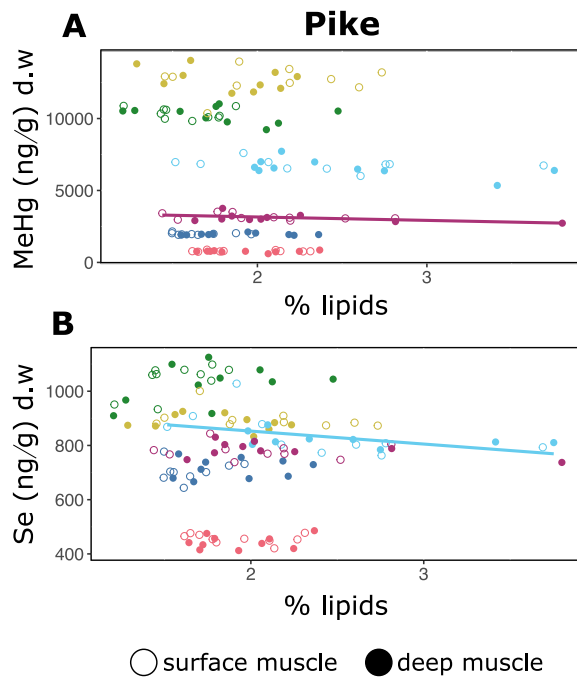 A Pike
MeHg (ng/g) d.w
10000
5000
0
2 3
% lipids
B
Se (ng/g) d.w
1000
800
600
400
2 3
% lipids
surface muscle deep muscle